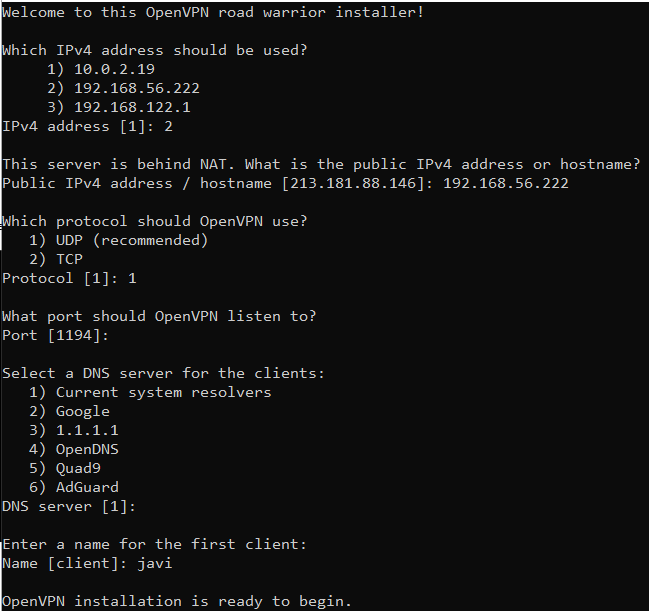 Welcome to this OpenVPN road warrior installer!
Which IPv4 address should be used?
1) 10.0.2.19
2) 192.168.56.222
3) 192.168.122.1
IPv4 address [1]: 2
This server is behind NAT. What is the public IPv4 address or hostname?
Public IPv4 address / hostname [213.181.88.146]: 192.168.56.222
Which protocol should OpenVPN use?
1) UDP (recommended)
2) TCP
Protocol [1]: 1
What port should OpenVPN listen to?
Port [1194]:
Select a DNS server for the clients:
1) Current system resolvers
2) Google
3) 1.1.1.1
4) OpenDNS
5) Quad9
6) AdGuard
DNS server [1]:
Enter a name for the first client:
Name [client]: javi
OpenVPN installation is ready to begin.